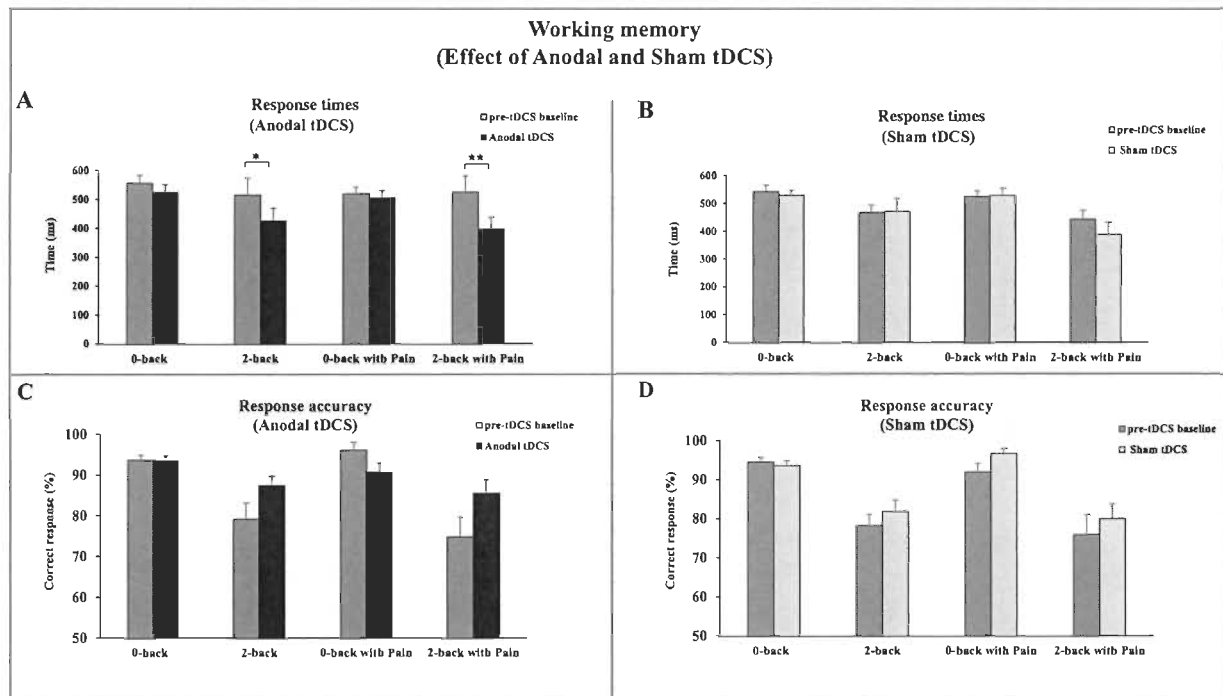 Working memory
(Effect of Anodal and Sham tDCS)
A
Response times
(Anodal tDCS)
pre-tDCS baseline
Anodal tDCS
*
**
600
500
400
300
200
100
0
Time (ms)
0-back
2-back
0-back with Pain
2-back with Pain
B
Response times
(Sham tDCS)
pre-tDCS baseline
Sham tDCS
600
500
400
300
200
100
0
Time (ms)
0-back
2-back
0-back with Pain
2-back with Pain
C
Response accuracy
(Anodal tDCS)
pre-tDCS baseline
Anodal tDCS
100
90
80
70
60
50
Correct response (%)
0-back
2-back
0-back with Pain
2-back with Pain
D
Response accuracy
(Sham tDCS)
pre-tDCS baseline
Sham tDCS
100
90
80
70
60
50
Correct response (%)
0-back
2-back
0-back with Pain
2-back with Pain